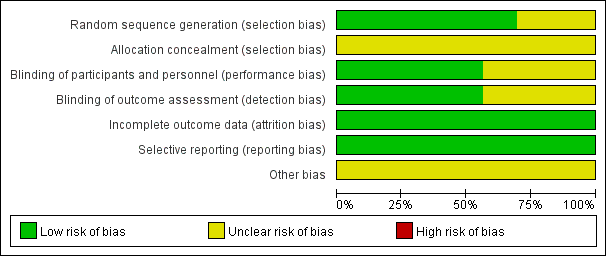 Random sequence generation (selection bias)
Allocation concealment (selection bias)
Blinding of participants and personnel (performance bias)
Blinding of outcome assessment (detection bias)
Incomplete outcome data (attrition bias)
Selective reporting (reporting bias)
Other bias
0% 25% 50% 75% 100%
Low risk of bias Unclear risk of bias High risk of bias